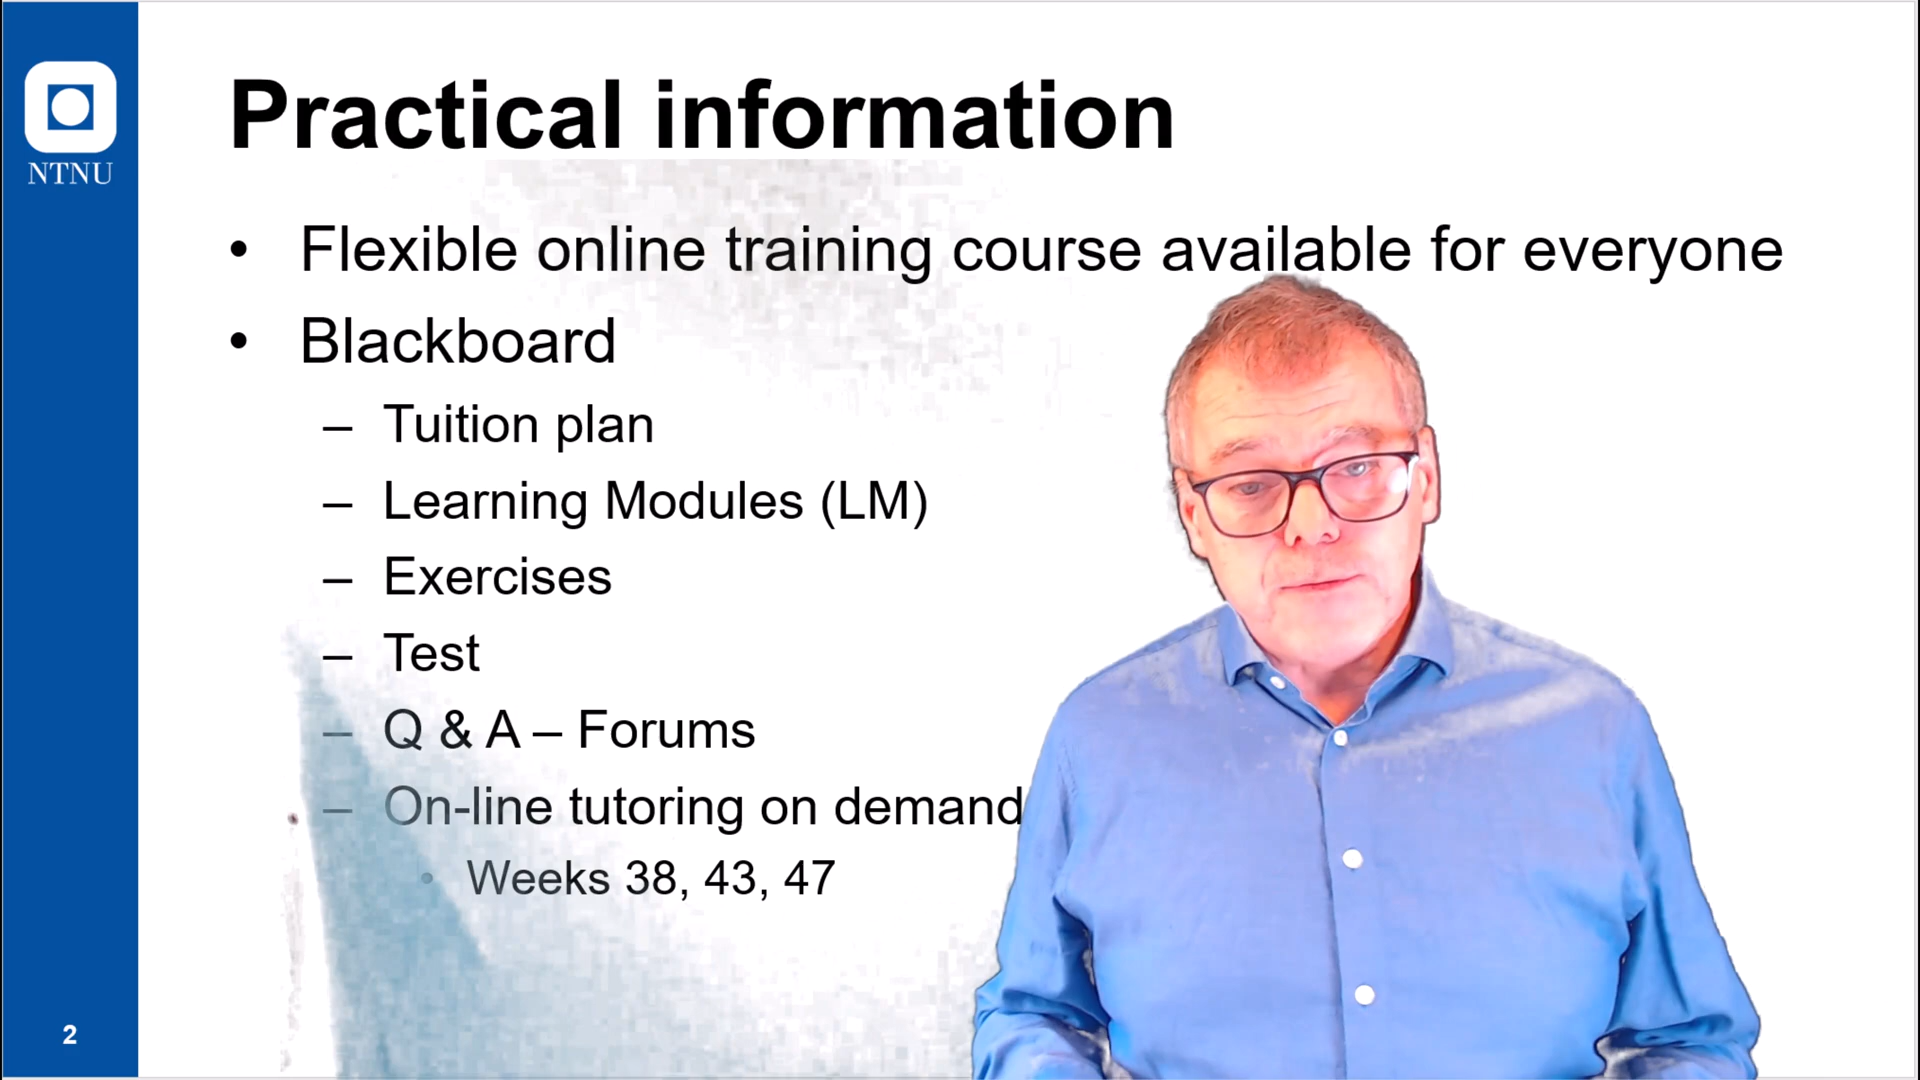 NTNU
Practical information
• Flexible online training course available for everyone
• Blackboard
– Tuition plan
– Learning Modules (LM)
– Exercises
– Test
– Q & A – Forums
– On-line tutoring on demand
• Weeks 38, 43, 47
2